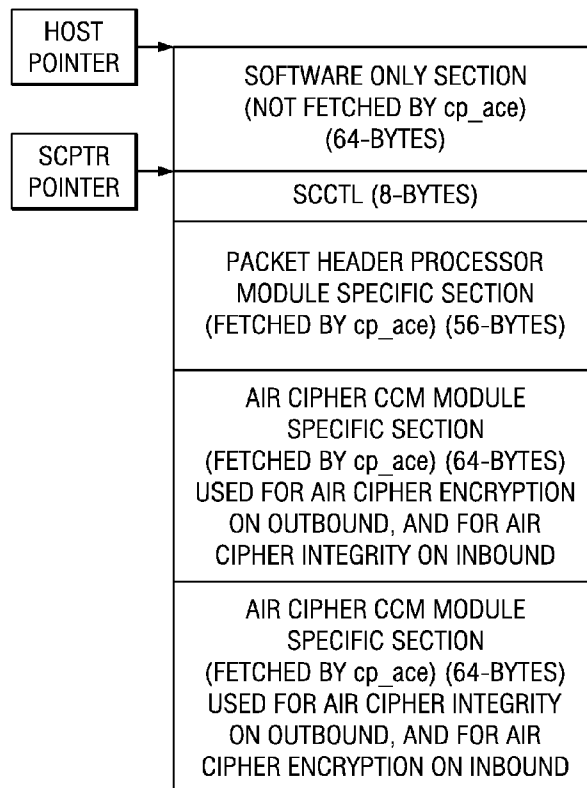 HOST
POINTER
SOFTWARE ONLY SECTION
(NOT FETCHED BY cp_ace)
(64-BYTES)
SCPTR
POINTER
SCCTL (8-BYTES)
PACKET HEADER PROCESSOR
MODULE SPECIFIC SECTION
(FETCHED BY cp_ace) (56-BYTES)
AIR CIPHER CCM MODULE
SPECIFIC SECTION
(FETCHED BY cp_ace) (64-BYTES)
USED FOR AIR CIPHER ENCRYPTION
ON OUTBOUND, AND FOR AIR
CIPHER INTEGRITY ON INBOUND
AIR CIPHER CCM MODULE
SPECIFIC SECTION
(FETCHED BY cp_ace) (64-BYTES)
USED FOR AIR CIPHER INTEGRITY
ON OUTBOUND, AND FOR AIR
CIPHER ENCRYPTION ON INBOUND